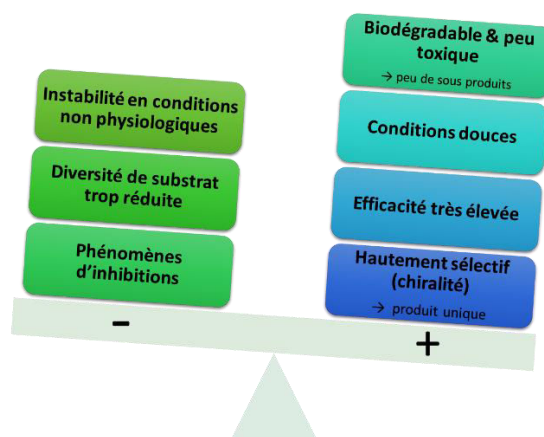 Instabilité en conditions
non physiologiques
Diversité de substrat
trop réduite
Phénomènes
d'inhibitions
-
Biodégradable & peu
toxique
→ peu de sous produits
Conditions douces
Efficacité très élevée
Hautement sélectif
(chiralité)
→ produit unique
+